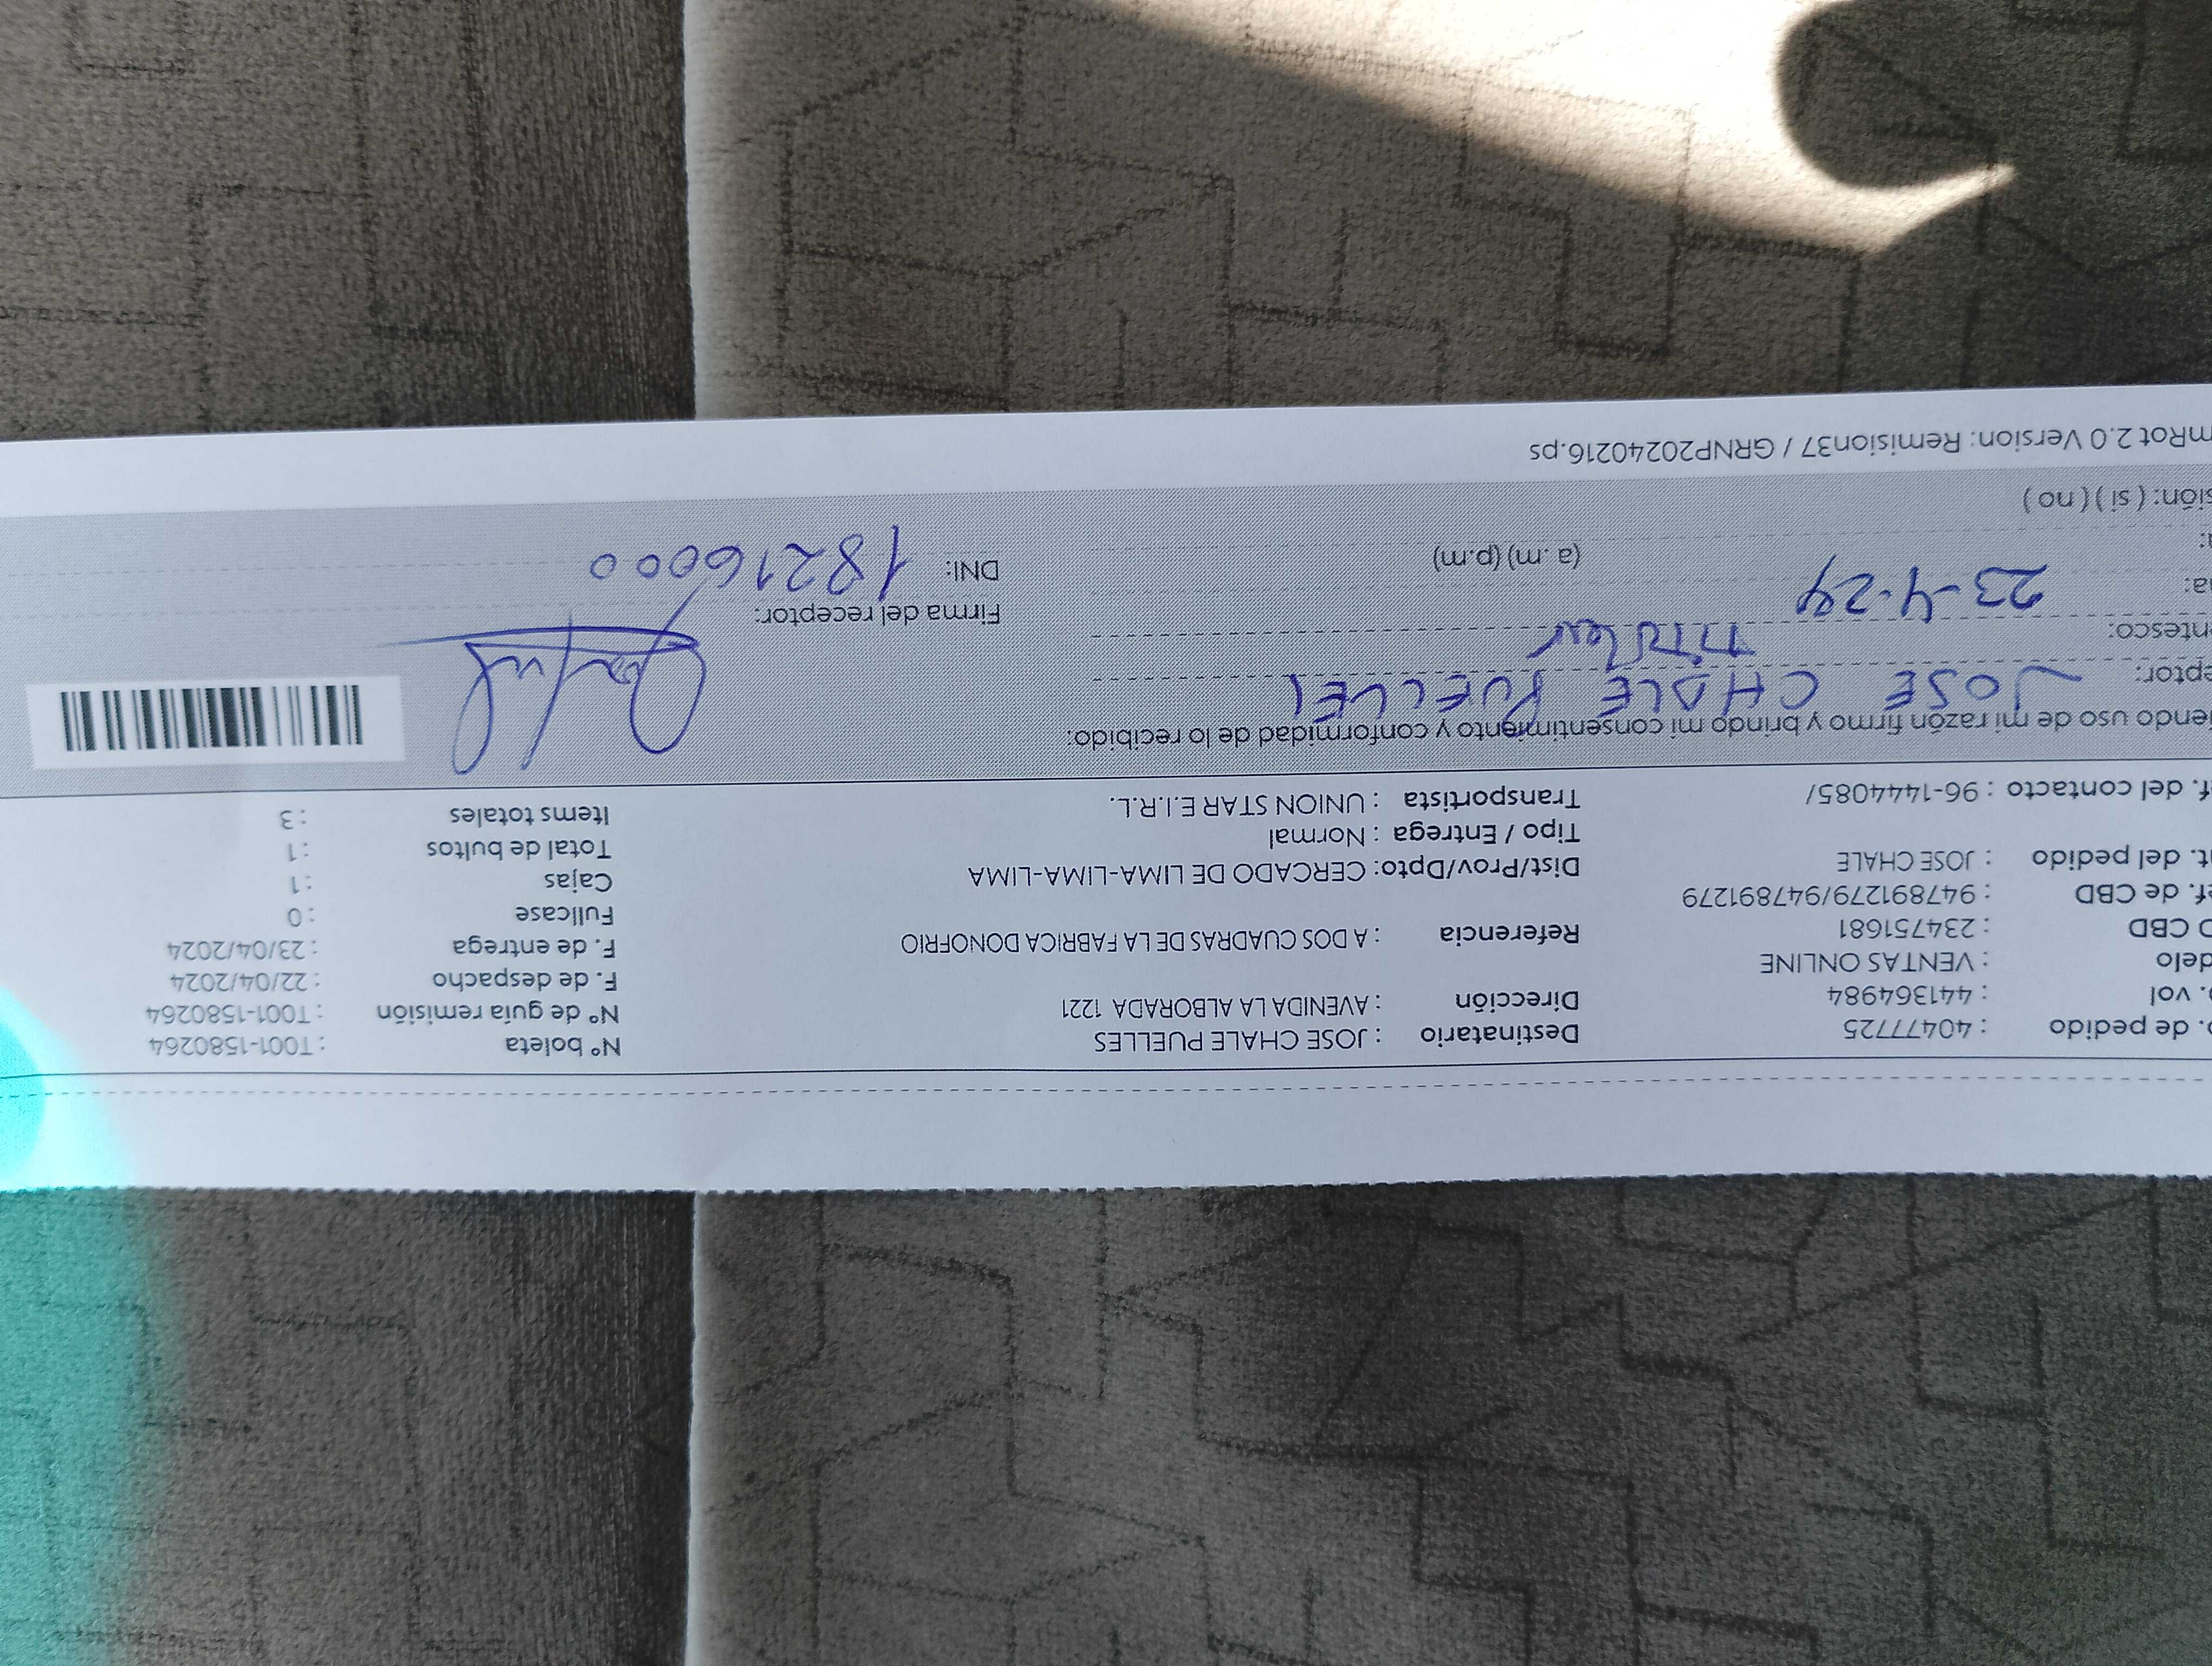 o. de pedido : 40477725 Destinatario : JOSE CHALE PUELLES Nº boleta : T001-1580264
o. vol : 441364984 Dirección : AVENIDA LA ALBORADA 1221 Nº de guía remisión : T001-1580264
delo : VENTAS ONLINE F. de despacho : 22/04/2024
D CBD : 234751681 Referencia : A DOS CUADRAS DE LA FABRICA DONOFRIO F. de entrega : 23/04/2024
ef. de CBD : 947891279/947891279 Fullcase : 0
nt. del pedido : JOSE CHALE Dist/Prov/Dpto: CERCADO DE LIMA-LIMA-LIMA Cajas : 1
Tipo / Entrega : Normal Total de bultos : 1
f. del contacto : 96-1444085/ Transportista : UNION STAR E.I.R.L. Items totales : 3
iendo uso de mi razón firmo y brindo mi consentimiento y conformidad de lo recibido:
eptor: JOSE CHALE PUELLES
entesco: Titular
ha: 23-4-24 Firma del receptor:
a: (a. m) (p.m) DNI: 18216000
sión: ( si ) ( no )
mRot 2.0 Version: Remision37 / GRNP20240216.ps